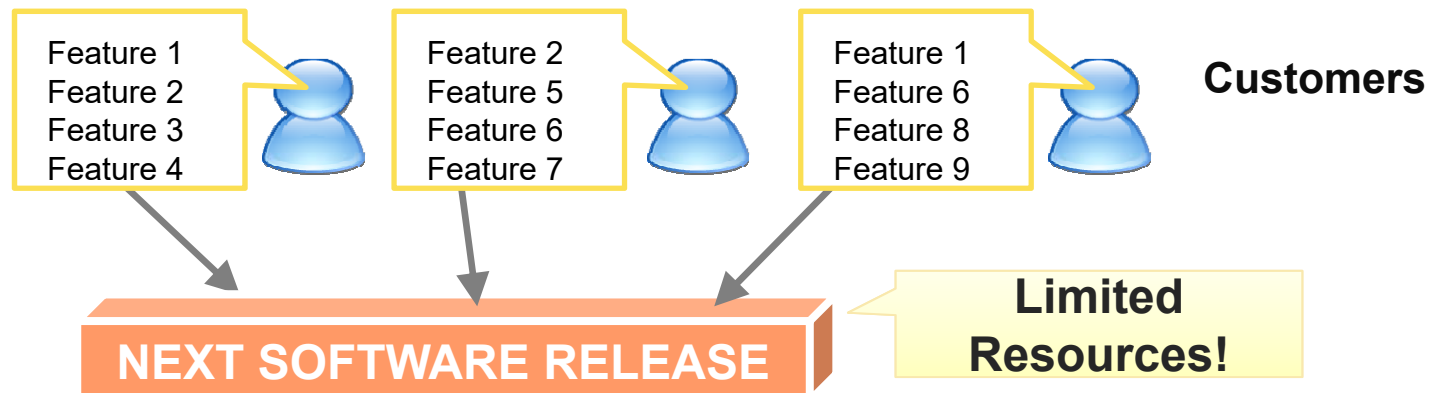 Feature 1
Feature 2
Feature 3
Feature 4
Feature 2
Feature 5
Feature 6
Feature 7
Feature 1
Feature 6
Feature 8
Feature 9
Customers
Limited
Resources!
NEXT SOFTWARE RELEASE